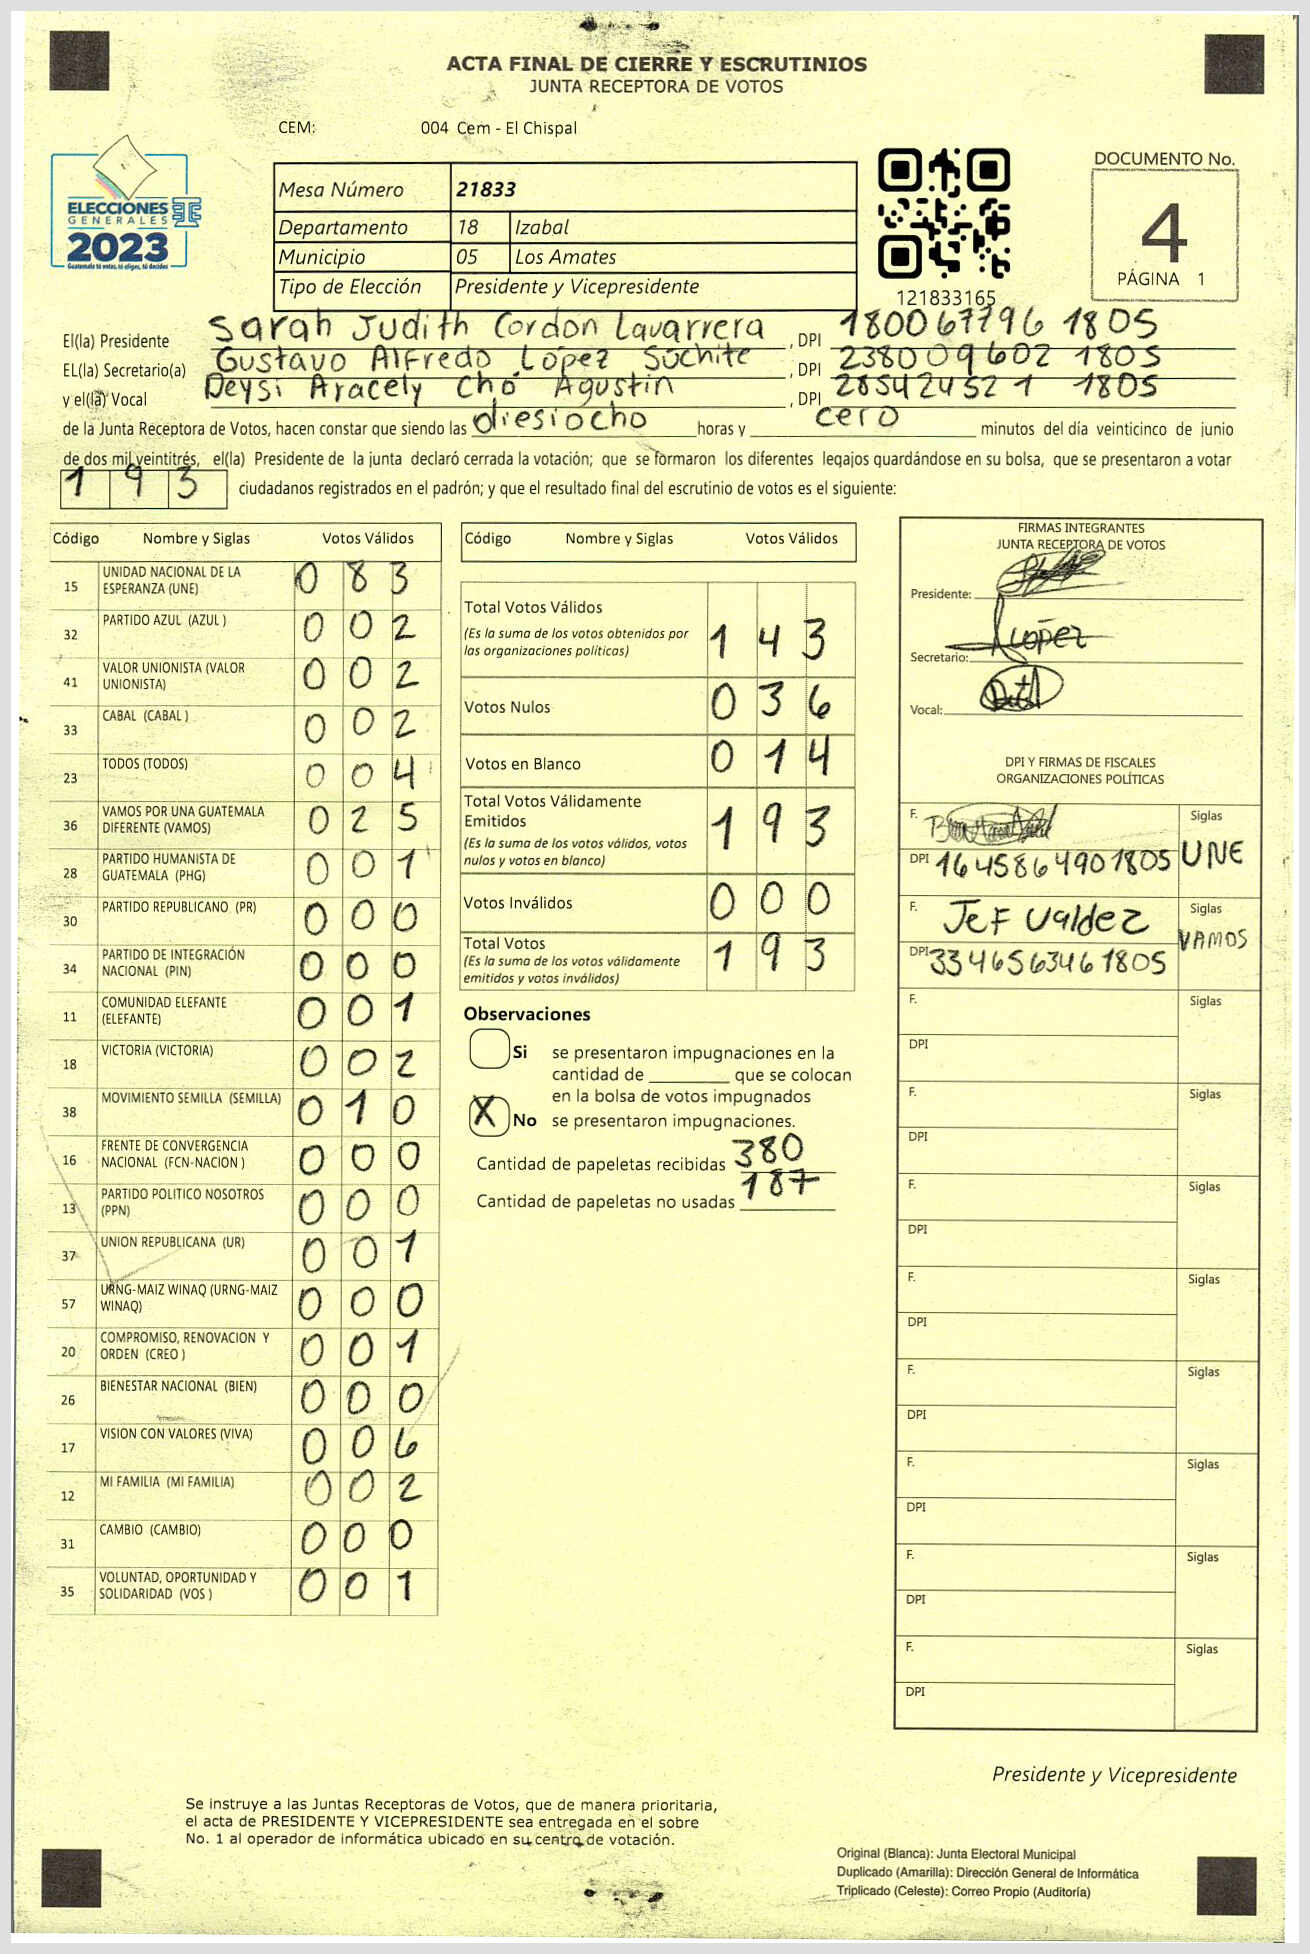 ACTA FINAL DE CIERRE Y ESCRUTINIOS
JUNTA RECEPTORA DE VOTOS
CEM: 004 Cem - El Chispal
ELECCIONES
GENERALES
2023
Guatemala tú votas, tú eliges, tú decides
Mesa Número 21833
Departamento 18 Izabal
Municipio 05 Los Amates
Tipo de Elección Presidente y Vicepresidente
121833165
DOCUMENTO No.
4
PÁGINA 1
El(la) Presidente Sarah Judith Cordon Lavarrera, DPI 180067796 1805
EL(la) Secretario(a) Gustavo Alfredo López Súchite, DPI 238009602 1805
y el(la) Vocal Deysi Aracely Cho Agustin, DPI 285424521 1805
de la Junta Receptora de Votos, hacen constar que siendo las diesiocho horas y cero minutos del día veinticinco de junio
de dos mil veintitrés, el(la) Presidente de la junta declaró cerrada la votación; que se formaron los diferentes legajos guardándose en su bolsa, que se presentaron a votar
193 ciudadanos registrados en el padrón; y que el resultado final del escrutinio de votos es el siguiente:
Código Nombre y Siglas Votos Válidos
15 UNIDAD NACIONAL DE LA ESPERANZA (UNE) 0 8 3
32 PARTIDO AZUL (AZUL ) 0 0 2
41 VALOR UNIONISTA (VALOR UNIONISTA) 0 0 2
33 CABAL (CABAL ) 0 0 2
23 TODOS (TODOS) 0 0 4
36 VAMOS POR UNA GUATEMALA DIFERENTE (VAMOS) 0 2 5
28 PARTIDO HUMANISTA DE GUATEMALA (PHG) 0 0 1
30 PARTIDO REPUBLICANO (PR) 0 0 0
34 PARTIDO DE INTEGRACIÓN NACIONAL (PIN) 0 0 0
11 COMUNIDAD ELEFANTE (ELEFANTE) 0 0 1
18 VICTORIA (VICTORIA) 0 0 2
38 MOVIMIENTO SEMILLA (SEMILLA) 0 1 0
16 FRENTE DE CONVERGENCIA NACIONAL (FCN-NACION ) 0 0 0
13 PARTIDO POLITICO NOSOTROS (PPN) 0 0 0
37 UNION REPUBLICANA (UR) 0 0 1
57 URNG-MAIZ WINAQ (URNG-MAIZ WINAQ) 0 0 0
20 COMPROMISO, RENOVACION Y ORDEN (CREO ) 0 0 1
26 BIENESTAR NACIONAL (BIEN) 0 0 0
17 VISION CON VALORES (VIVA) 0 0 6
12 MI FAMILIA (MI FAMILIA) 0 0 2
31 CAMBIO (CAMBIO) 0 0 0
35 VOLUNTAD, OPORTUNIDAD Y SOLIDARIDAD (VOS ) 0 0 1
Código Nombre y Siglas Votos Válidos
Total Votos Válidos 1 4 3
(Es la suma de los votos obtenidos por
las organizaciones políticas)
Votos Nulos 0 3 6
Votos en Blanco 0 1 4
Total Votos Válidamente
Emitidos 1 9 3
(Es la suma de los votos válidos, votos
nulos y votos en blanco)
Votos Inválidos 0 0 0
Total Votos 1 9 3
(Es la suma de los votos válidamente
emitidos y votos inválidos)
Observaciones
Si se presentaron impugnaciones en la
cantidad de ________ que se colocan
en la bolsa de votos impugnados
X No se presentaron impugnaciones.
Cantidad de papeletas recibidas 380
Cantidad de papeletas no usadas 187
FIRMAS INTEGRANTES
JUNTA RECEPTORA DE VOTOS
Presidente:
Secretario: López
Vocal:
DPI Y FIRMAS DE FISCALES
ORGANIZACIONES POLÍTICAS
F. Siglas
DPI 1645864901805 UNE
F. Jef Valdez Siglas
DPI 3346563461805 VAMOS
F. Siglas
DPI
F. Siglas
DPI
F. Siglas
DPI
F. Siglas
DPI
F. Siglas
DPI
F. Siglas
DPI
F. Siglas
DPI
F. Siglas
DPI
Presidente y Vicepresidente
Se instruye a las Juntas Receptoras de Votos, que de manera prioritaria,
el acta de PRESIDENTE Y VICEPRESIDENTE sea entregada en el sobre
No. 1 al operador de informática ubicado en su centro de votación.
Original (Blanca): Junta Electoral Municipal
Duplicado (Amarilla): Dirección General de Informática
Triplicado (Celeste): Correo Propio (Auditoría)